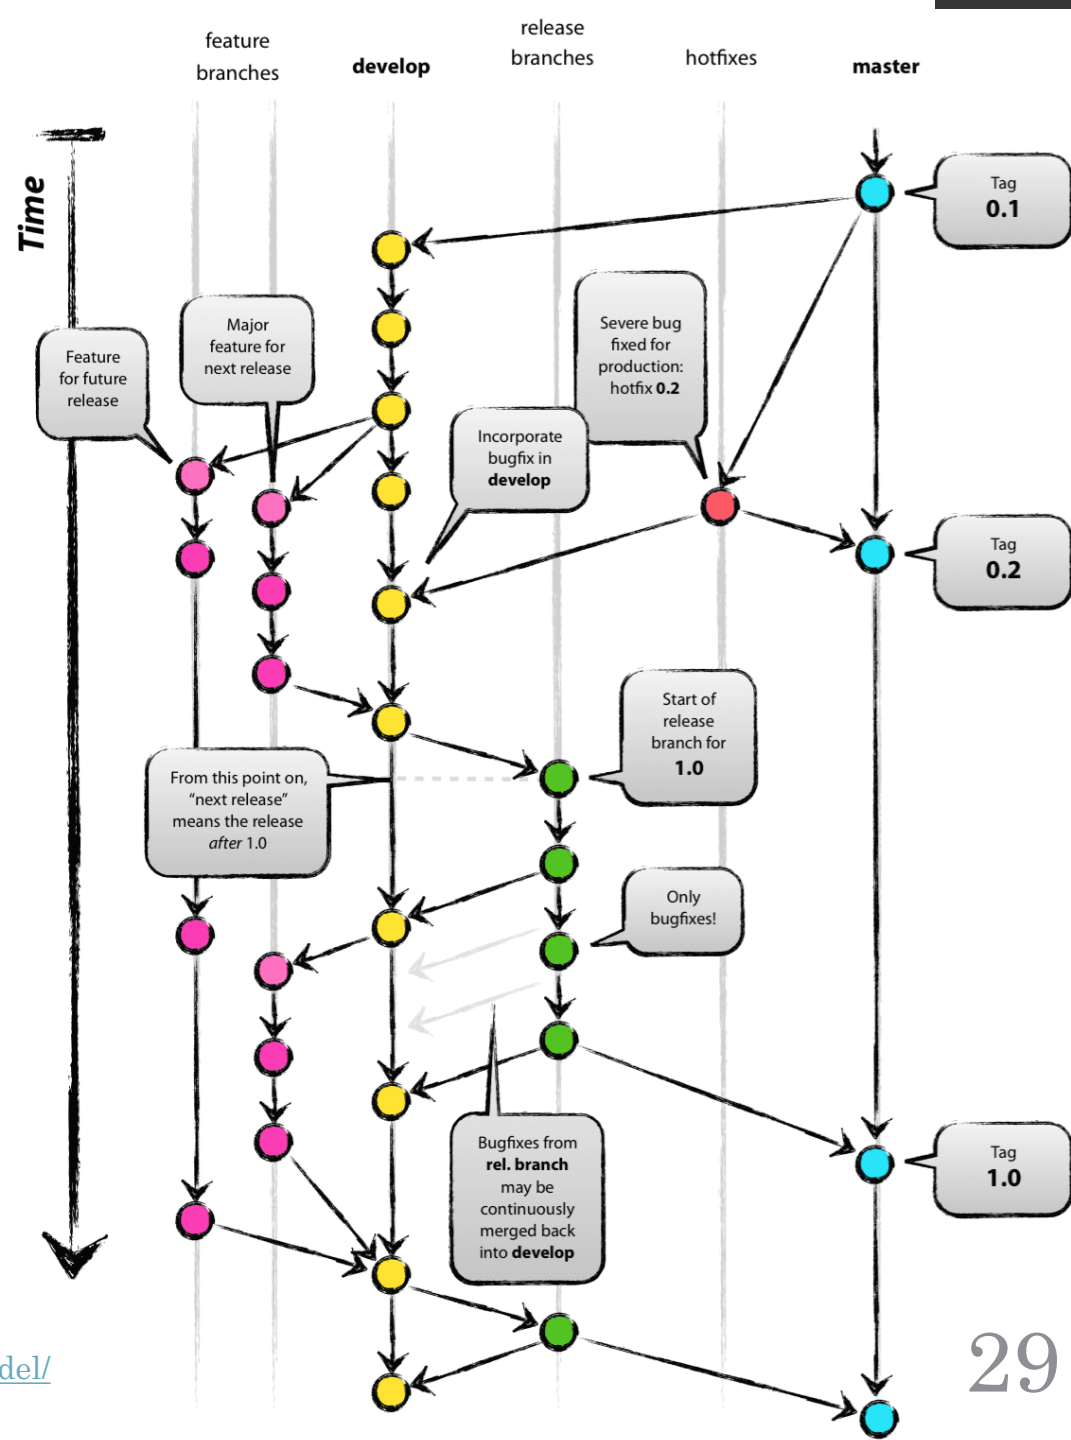 feature
branches
develop
release
branches
hotfixes
master
Time
Tag
0.1
Major
feature for
next release
Severe bug
fixed for
production:
hotfix 0.2
Feature
for future
release
Incorporate
bugfix in
develop
Tag
0.2
Start of
release
branch for
1.0
From this point on,
“next release”
means the release
after 1.0
Only
bugfixes!
Bugfixes from
rel. branch
may be
continuously
merged back
into develop
Tag
1.0
del/
29